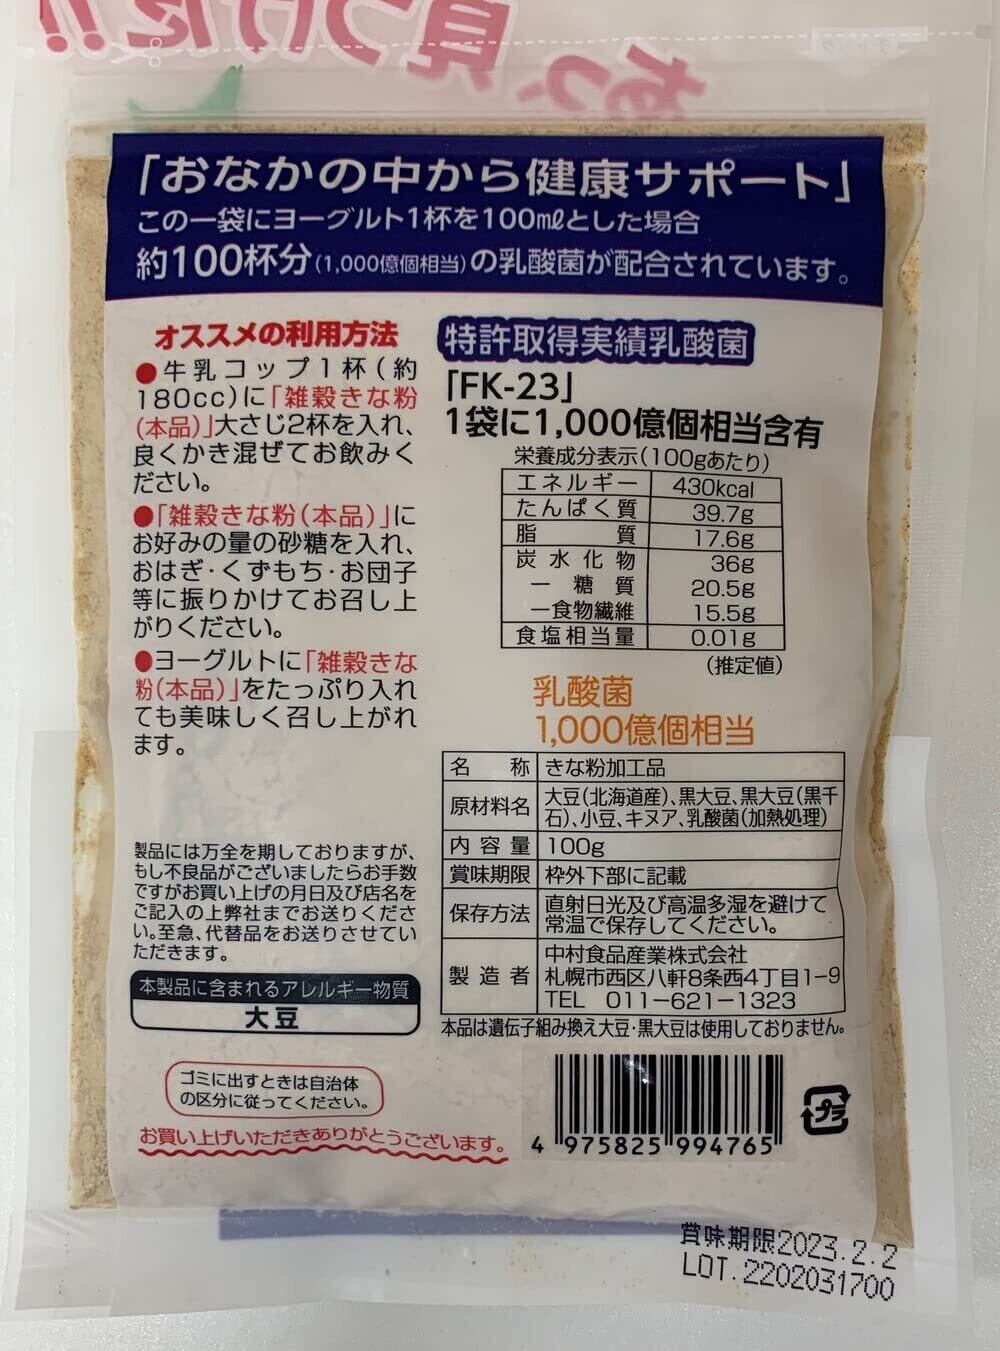 たっ、
見つけた!!
「おなかの中から健康サポート」
この一袋にヨーグルト1杯を100mℓとした場合
約100杯分(1,000億個相当)の乳酸菌が配合されています。
オススメの利用方法
●牛乳コップ1杯(約
180cc)に「雑穀きな粉
(本品)」大さじ2杯を入れ、
良くかき混ぜてお飲みく
ださい。
●「雑穀きな粉(本品)」に
お好みの量の砂糖を入れ、
おはぎ・くずもち・お団子
等に振りかけてお召し上
がりください。
●ヨーグルトに「雑穀きな
粉(本品)」をたっぷり入れ
ても美味しく召し上がれ
ます。
製品には万全を期しておりますが、
もし不良品がございましたらお手数
ですがお買い上げの月日及び店名を
ご記入の上弊社までお送りくださ
い。至急、代替品をお送りさせてい
ただきます。
本製品に含まれるアレルギー物質
大豆
ゴミに出すときは自治体
の区分に従ってください。
お買い上げいただきありがとうございます。
特許取得実績乳酸菌
「FK-23」
1袋に1,000億個相当含有
栄養成分表示(100gあたり)
エネルギー 430kcal
たんぱく質 39.7g
脂質 17.6g
炭水化物 36g
−糖質 20.5g
−食物繊維 15.5g
食塩相当量 0.01g
(推定値)
乳酸菌
1,000億個相当
名称 きな粉加工品
原材料名 大豆(北海道産)、黒大豆、黒大豆(黒千
石)、小豆、キヌア、乳酸菌(加熱処理)
内容量 100g
賞味期限 枠外下部に記載
保存方法 直射日光及び高温多湿を避けて
常温で保存してください。
製造者 中村食品産業株式会社
札幌市西区八軒8条西4丁目1-9
TEL 011-621-1323
本品は遺伝子組み換え大豆・黒大豆は使用しておりません。
4 975825 994765
プラ
賞味期限2023.2.2
LOT.2202031700